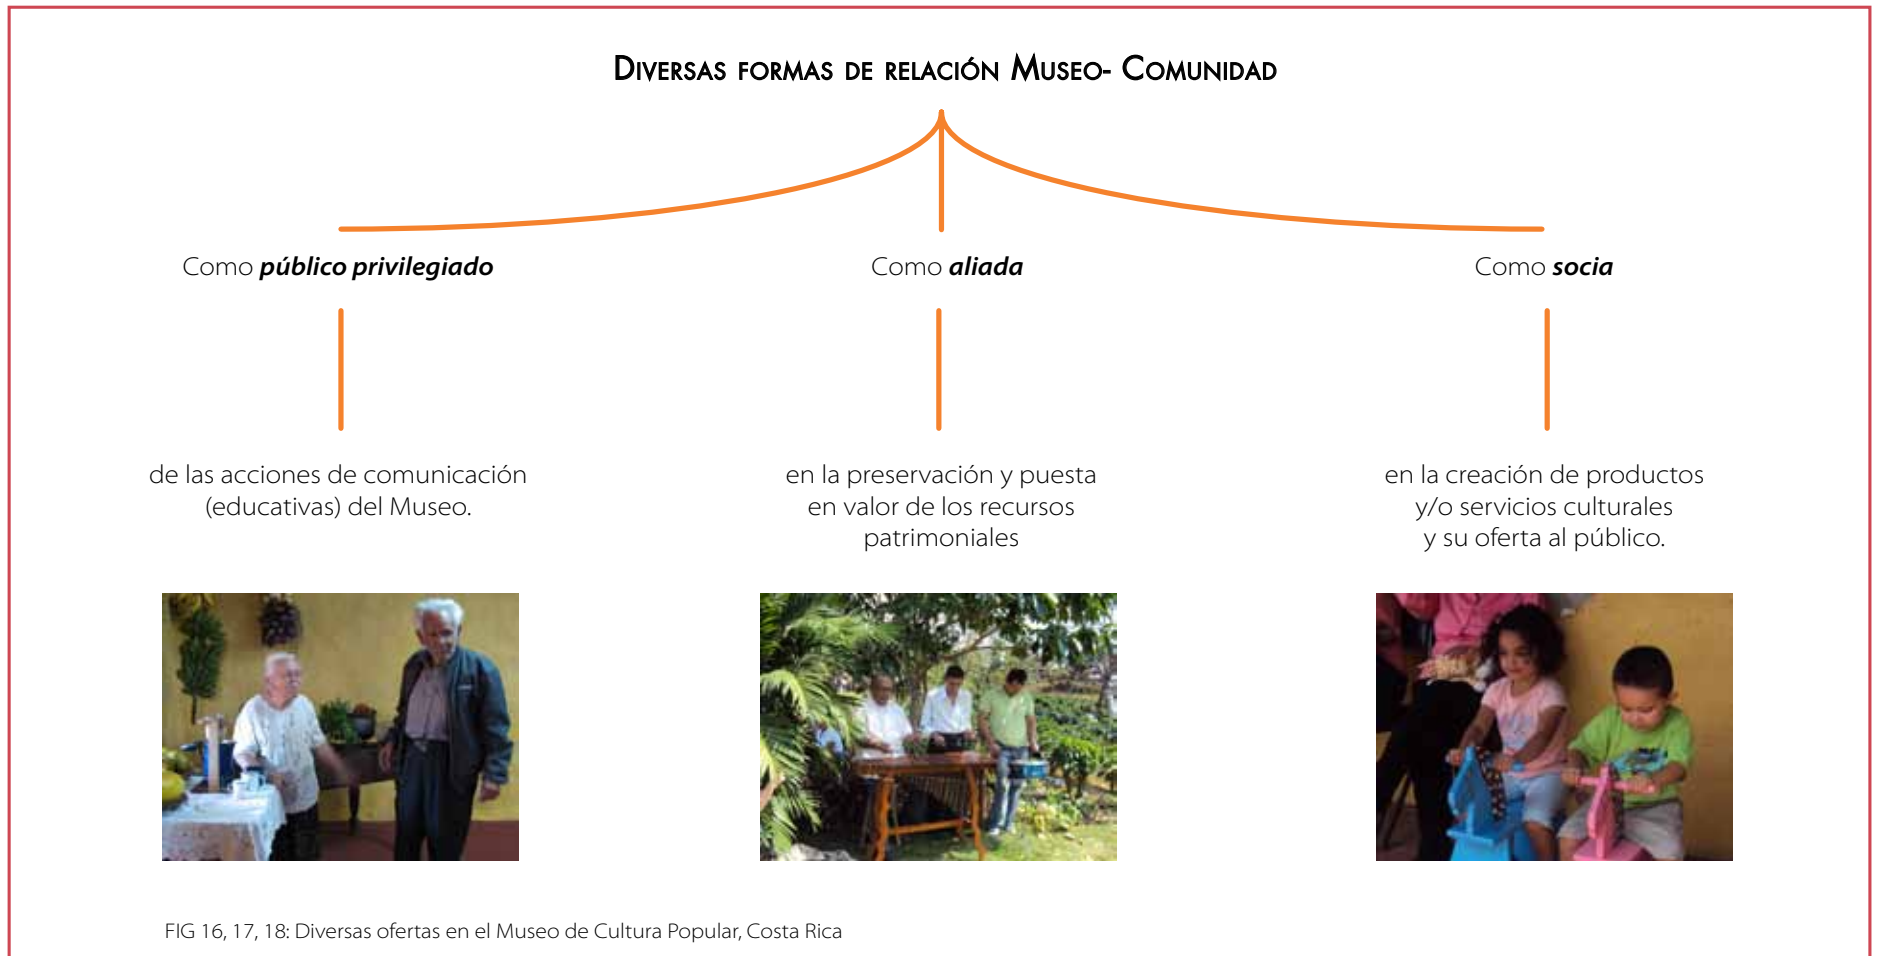 Diversas formas de relación Museo- Comunidad
Como público privilegiado
de las acciones de comunicación
(educativas) del Museo.
Como aliada
en la preservación y puesta
en valor de los recursos
patrimoniales
Como socia
en la creación de productos
y/o servicios culturales
y su oferta al público.
FIG 16, 17, 18: Diversas ofertas en el Museo de Cultura Popular, Costa Rica